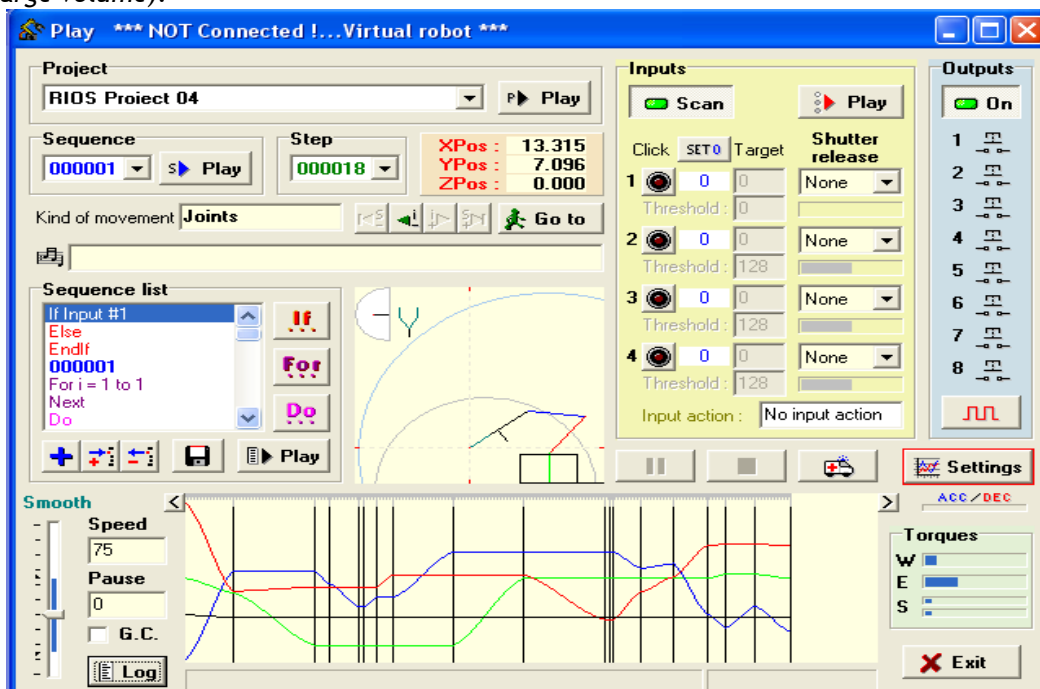 arge volume).
Play *** NOT Connected !...Virtual robot ***
Project
RIOS Project 04
P Play
Sequence
000001
S Play
Step
000018
XPos : 13.315
YPos : 7.096
ZPos : 0.000
Kind of movement Joints
Go to
Sequence list
If Input #1
Else
EndIf
000001
For i = 1 to 1
Next
Do
If
...
For
...
Do
...
Play
Inputs
Scan
Play
Click SET 0 Target
Shutter release
1 0 0 None
Threshold : 0
2 0 0 None
Threshold : 128
3 0 0 None
Threshold : 128
4 0 0 None
Threshold : 128
Input action : No input action
Outputs
On
1
2
3
4
5
6
7
8
Settings
ACC/DEC
Smooth
Speed
75
Pause
0
G.C.
Log
<
>
Torques
W
E
S
Exit